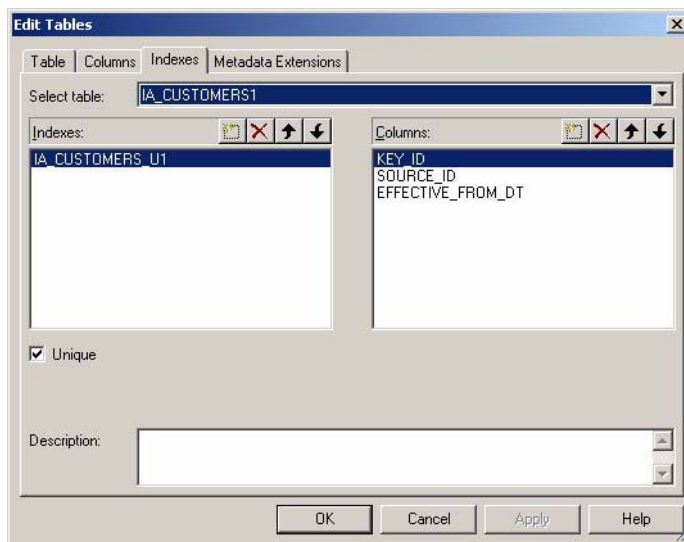 Edit Tables
Table Columns Indexes Metadata Extensions
Select table: IA_CUSTOMERS1
Indexes: Columns:
IA_CUSTOMERS_U1 KEY_ID
SOURCE_ID
EFFECTIVE_FROM_DT
Unique
Description:
OK Cancel Apply Help